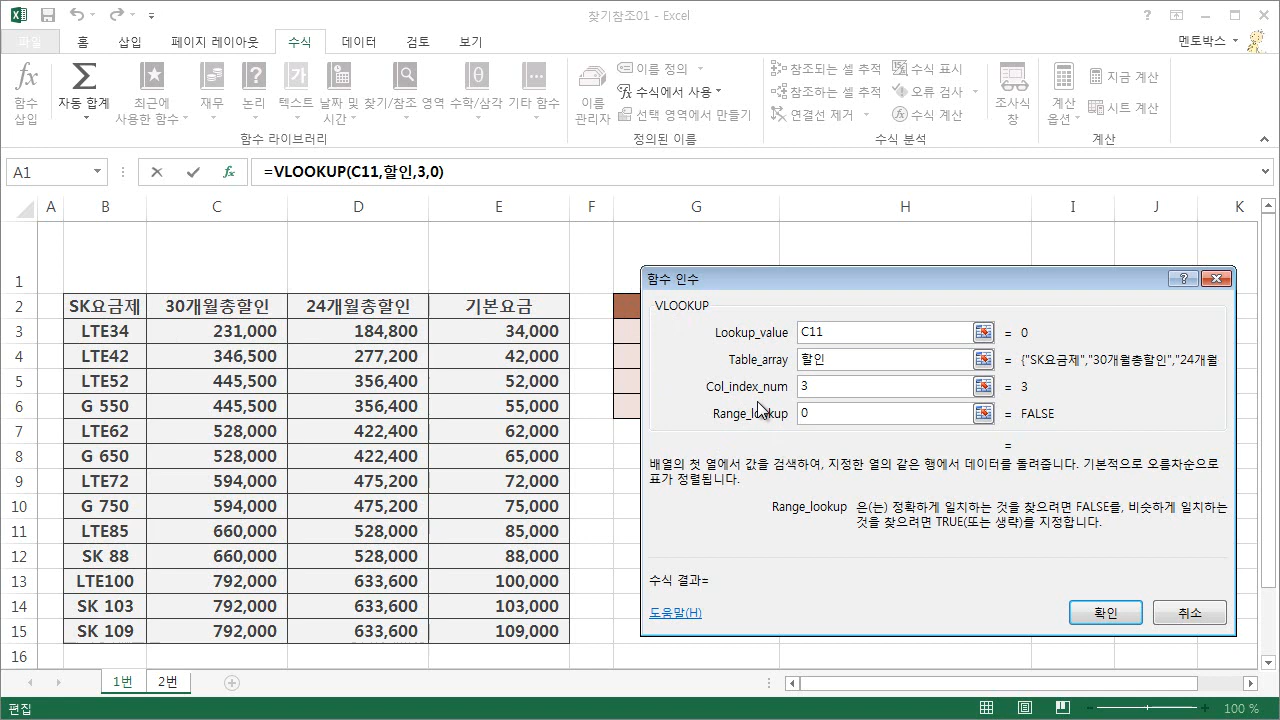 찾기참조01 - Excel
파일 홈 삽입 페이지 레이아웃 수식 데이터 검토 보기 멘토박스
fx 함수 삽입
자동 합계
최근에 사용한 함수
재무
논리
텍스트
날짜 및 시간
찾기/참조 영역
수학/삼각
기타 함수
함수 라이브러리
이름 관리자
이름 정의
수식에서 사용
선택 영역에서 만들기
정의된 이름
참조되는 셀 추적
참조하는 셀 추적
연결선 제거
수식 표시
오류 검사
수식 계산
수식 분석
조사식 창
계산 옵션
지금 계산
시트 계산
계산
A1 fx =VLOOKUP(C11,할인,3,0)
A B C D E F G H I J K
1
2 SK요금제 30개월총할인 24개월총할인 기본요금
3 LTE34 231,000 184,800 34,000
4 LTE42 346,500 277,200 42,000
5 LTE52 445,500 356,400 52,000
6 G 550 445,500 356,400 55,000
7 LTE62 528,000 422,400 62,000
8 G 650 528,000 422,400 65,000
9 LTE72 594,000 475,200 72,000
10 G 750 594,000 475,200 75,000
11 LTE85 660,000 528,000 85,000
12 SK 88 660,000 528,000 88,000
13 LTE100 792,000 633,600 100,000
14 SK 103 792,000 633,600 103,000
15 SK 109 792,000 633,600 109,000
16
함수 인수
VLOOKUP
Lookup_value C11 = 0
Table_array 할인 = {"SK요금제","30개월총할인","24개월
Col_index_num 3 = 3
Range_lookup 0 = FALSE
=
배열의 첫 열에서 값을 검색하여, 지정한 열의 같은 행에서 데이터를 돌려줍니다. 기본적으로 오름차순으로
표가 정렬됩니다.
Range_lookup 은(는) 정확하게 일치하는 것을 찾으려면 FALSE를, 비슷하게 일치하는
것을 찾으려면 TRUE(또는 생략)를 지정합니다.
수식 결과=
도움말(H)
확인 취소
1번 2번
편집 100 %